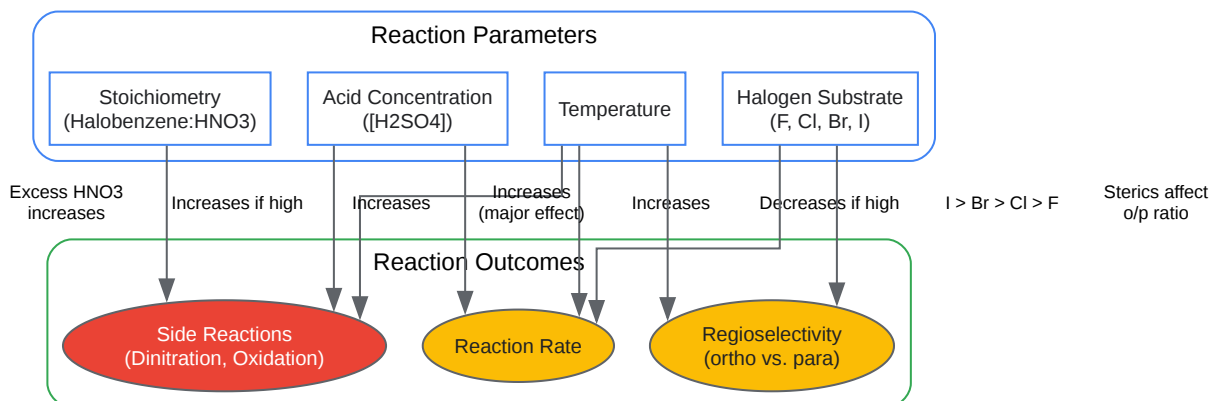 Reaction Parameters
Stoichiometry
(Halobenzene:HNO3)
Acid Concentration
([H2SO4])
Temperature
Halogen Substrate
(F, Cl, Br, I)
Excess HNO3
increases
Increases if high
Increases
Increases
(major effect)
Increases
Decreases if high
I > Br > Cl > F
Sterics affect
o/p ratio
Reaction Outcomes
Side Reactions
(Dinitration, Oxidation)
Reaction Rate
Regioselectivity
(ortho vs. para)